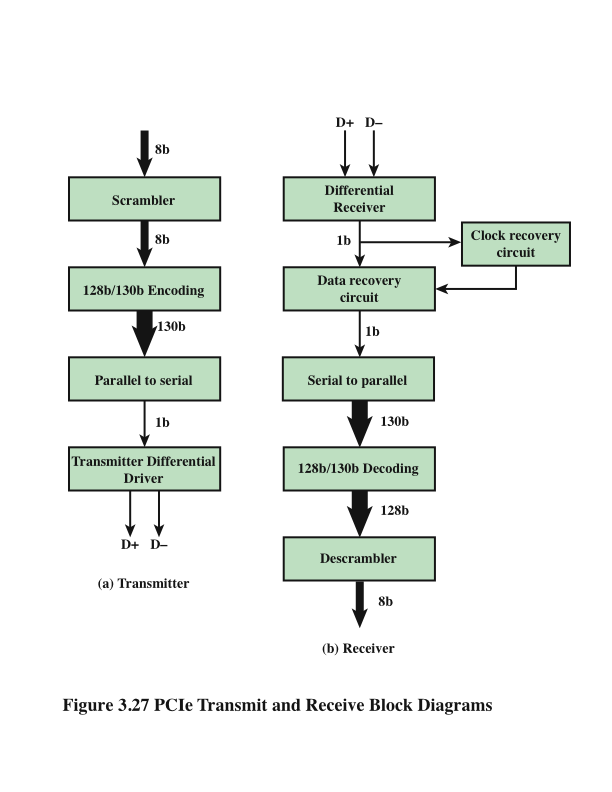 8b
Scrambler
8b
128b/130b Encoding
130b
Parallel to serial
1b
Transmitter Differential
Driver
D+ D–
(a) Transmitter
D+ D–
Differential
Receiver
1b
Clock recovery
circuit
Data recovery
circuit
1b
Serial to parallel
130b
128b/130b Decoding
128b
Descrambler
8b
(b) Receiver
Figure 3.27 PCIe Transmit and Receive Block Diagrams